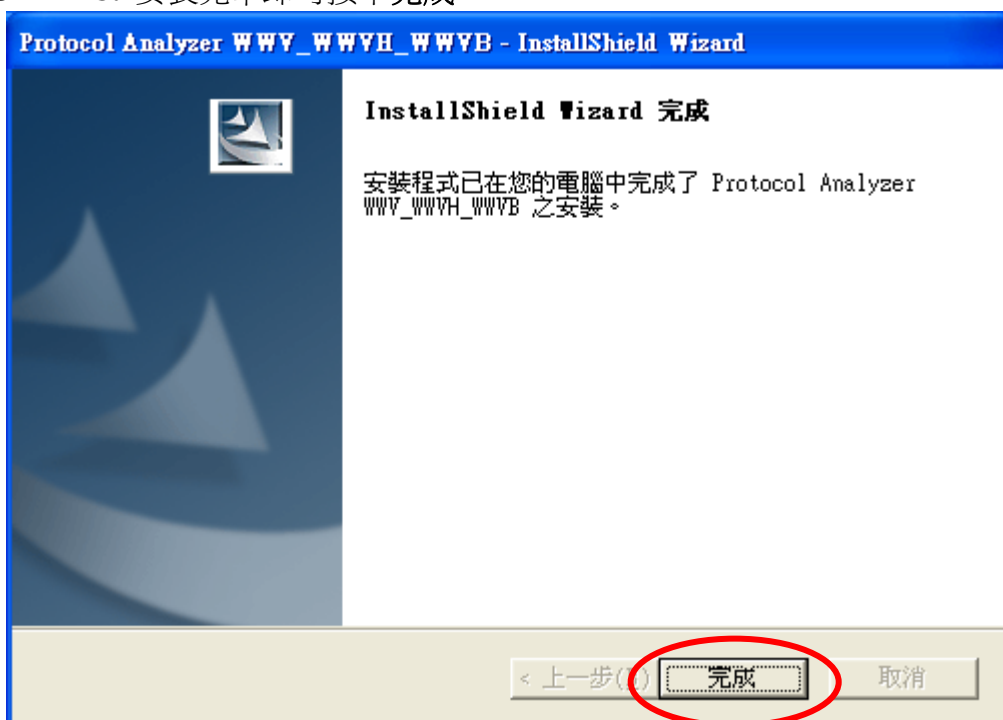 Protocol Analyzer WWV_WWVH_WWVB - InstallShield Wizard
InstallShield Wizard 完成
安裝程式已在您的電腦中完成了 Protocol Analyzer
WWV_WWVH_WWVB 之安裝。
< 上一步( ) 完成 取消